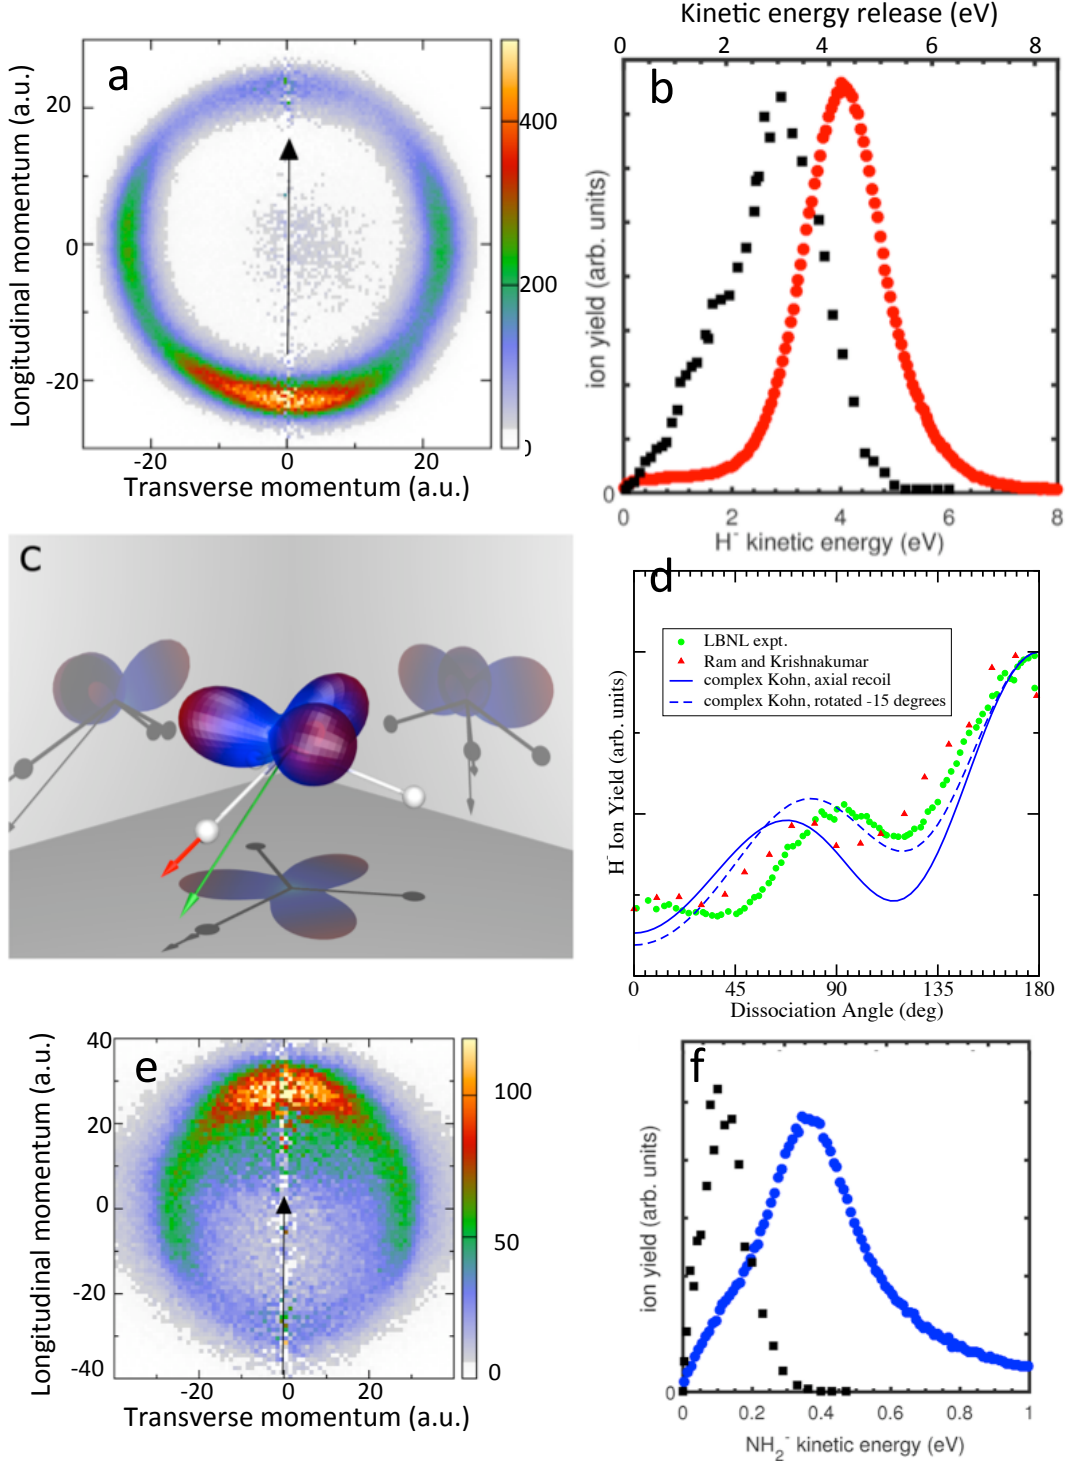 a
Longitudinal momentum (a.u.)
20
0
-20
-20
0
20
Transverse momentum (a.u.)
400
200
0
Kinetic energy release (eV)
0
2
4
6
8
b
ion yield (arb. units)
0
0
2
4
6
8
H⁻ kinetic energy (eV)
c
d
LBNL expt.
Ram and Krishnakumar
complex Kohn, axial recoil
complex Kohn, rotated -15 degrees
H⁻ Ion Yield (arb. units)
0
45
90
135
180
Dissociation Angle (deg)
e
Longitudinal momentum (a.u.)
40
20
0
-20
-40
-20
0
20
Transverse momentum (a.u.)
100
50
0
f
ion yield (arb. units)
0
0
0.2
0.4
0.6
0.8
1
NH₂⁻ kinetic energy (eV)